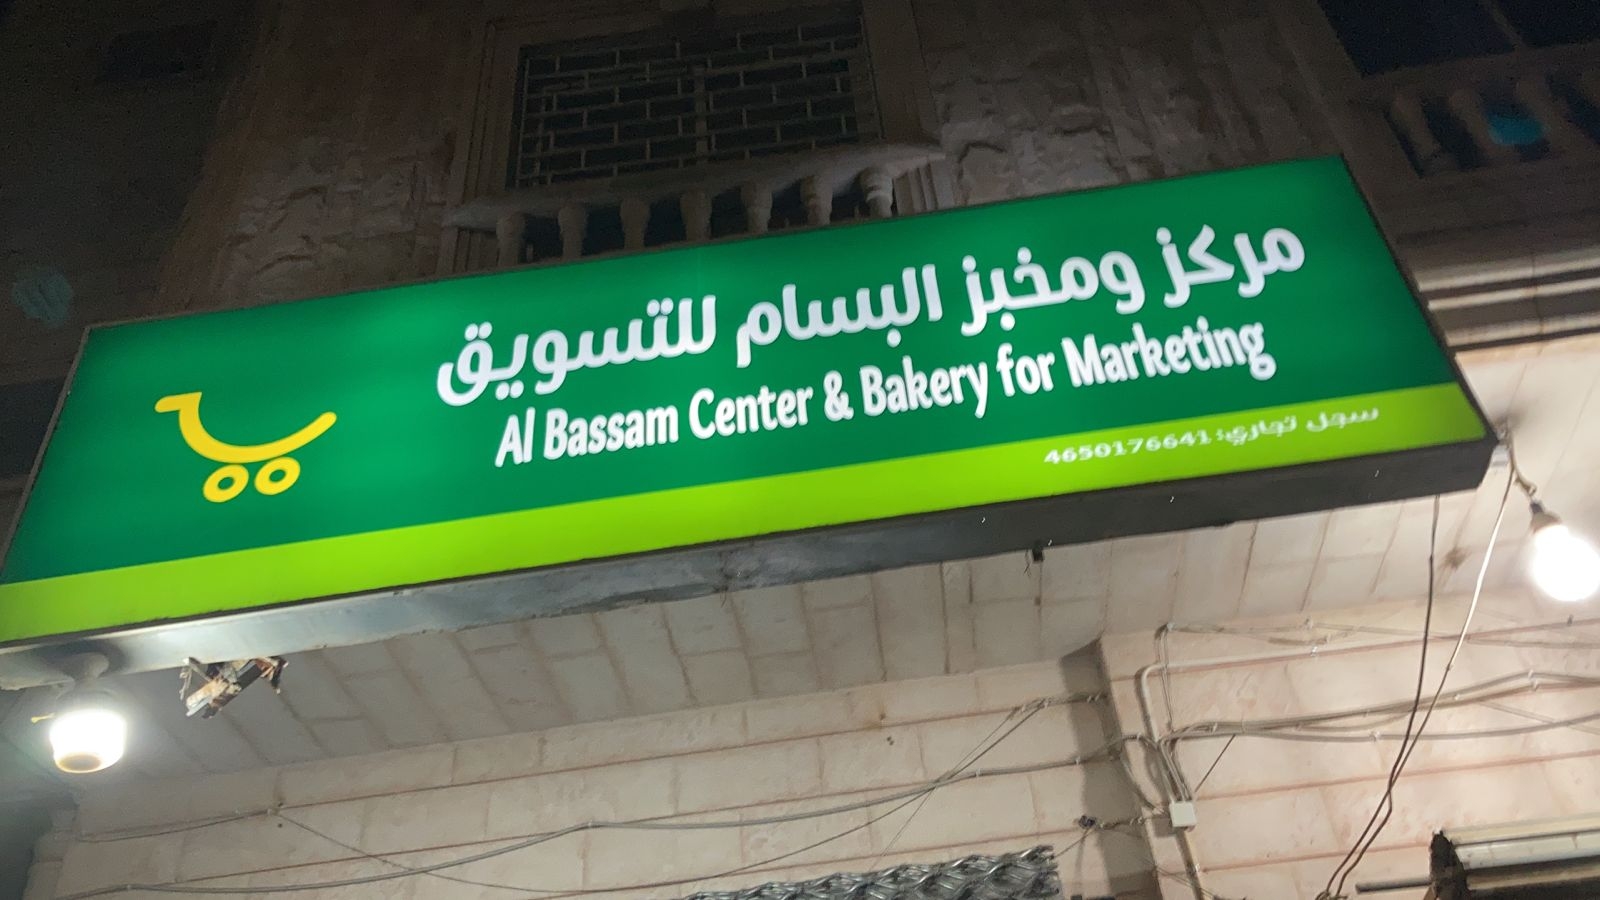 مركز ومخبز البسام للتسويق
Al Bassam Center & Bakery for Marketing
سجل تجاري: 4650176641